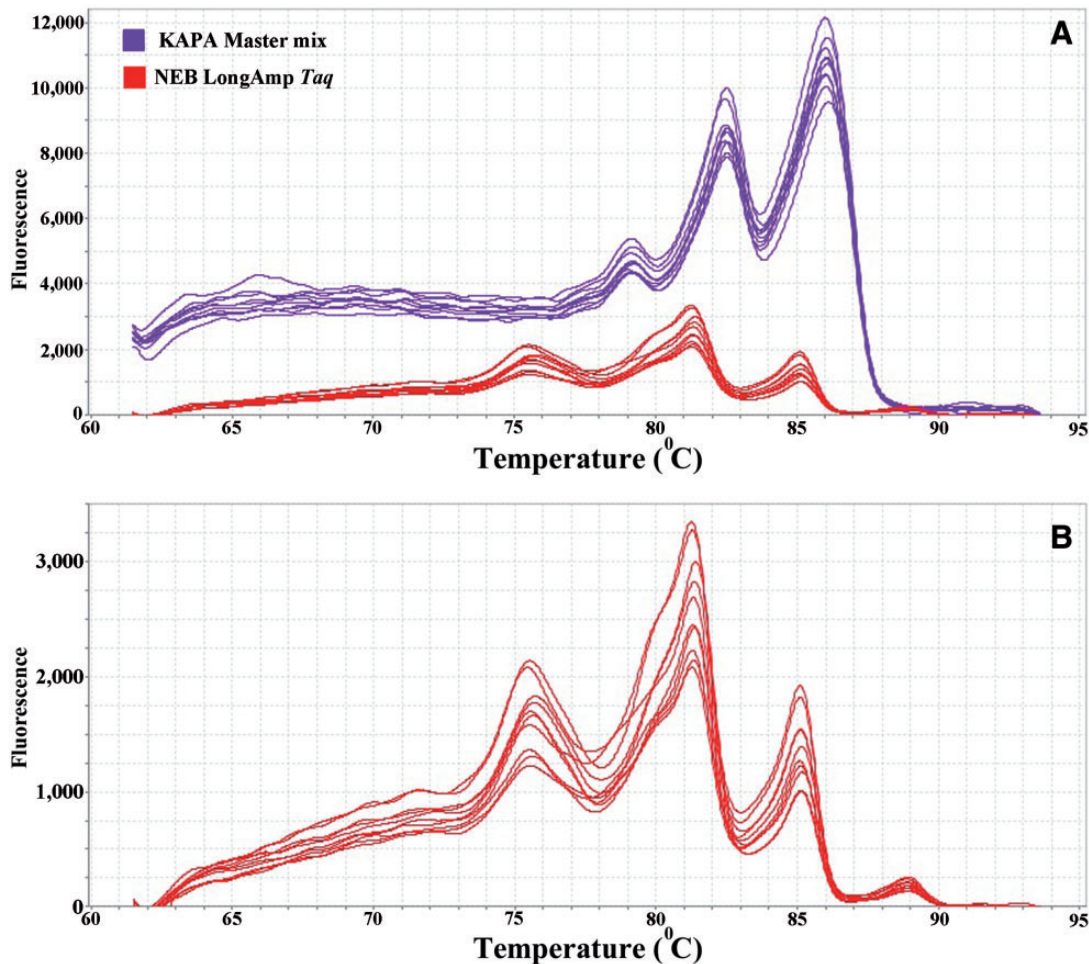 A
KAPA Master mix
NEB LongAmp Taq
12,000
10,000
8,000
6,000
4,000
2,000
0
Fluorescence
60 65 70 75 80 85 90 95
Temperature (⁰C)
B
3,000
2,000
1,000
0
Fluorescence
60 65 70 75 80 85 90 95
Temperature (⁰C)